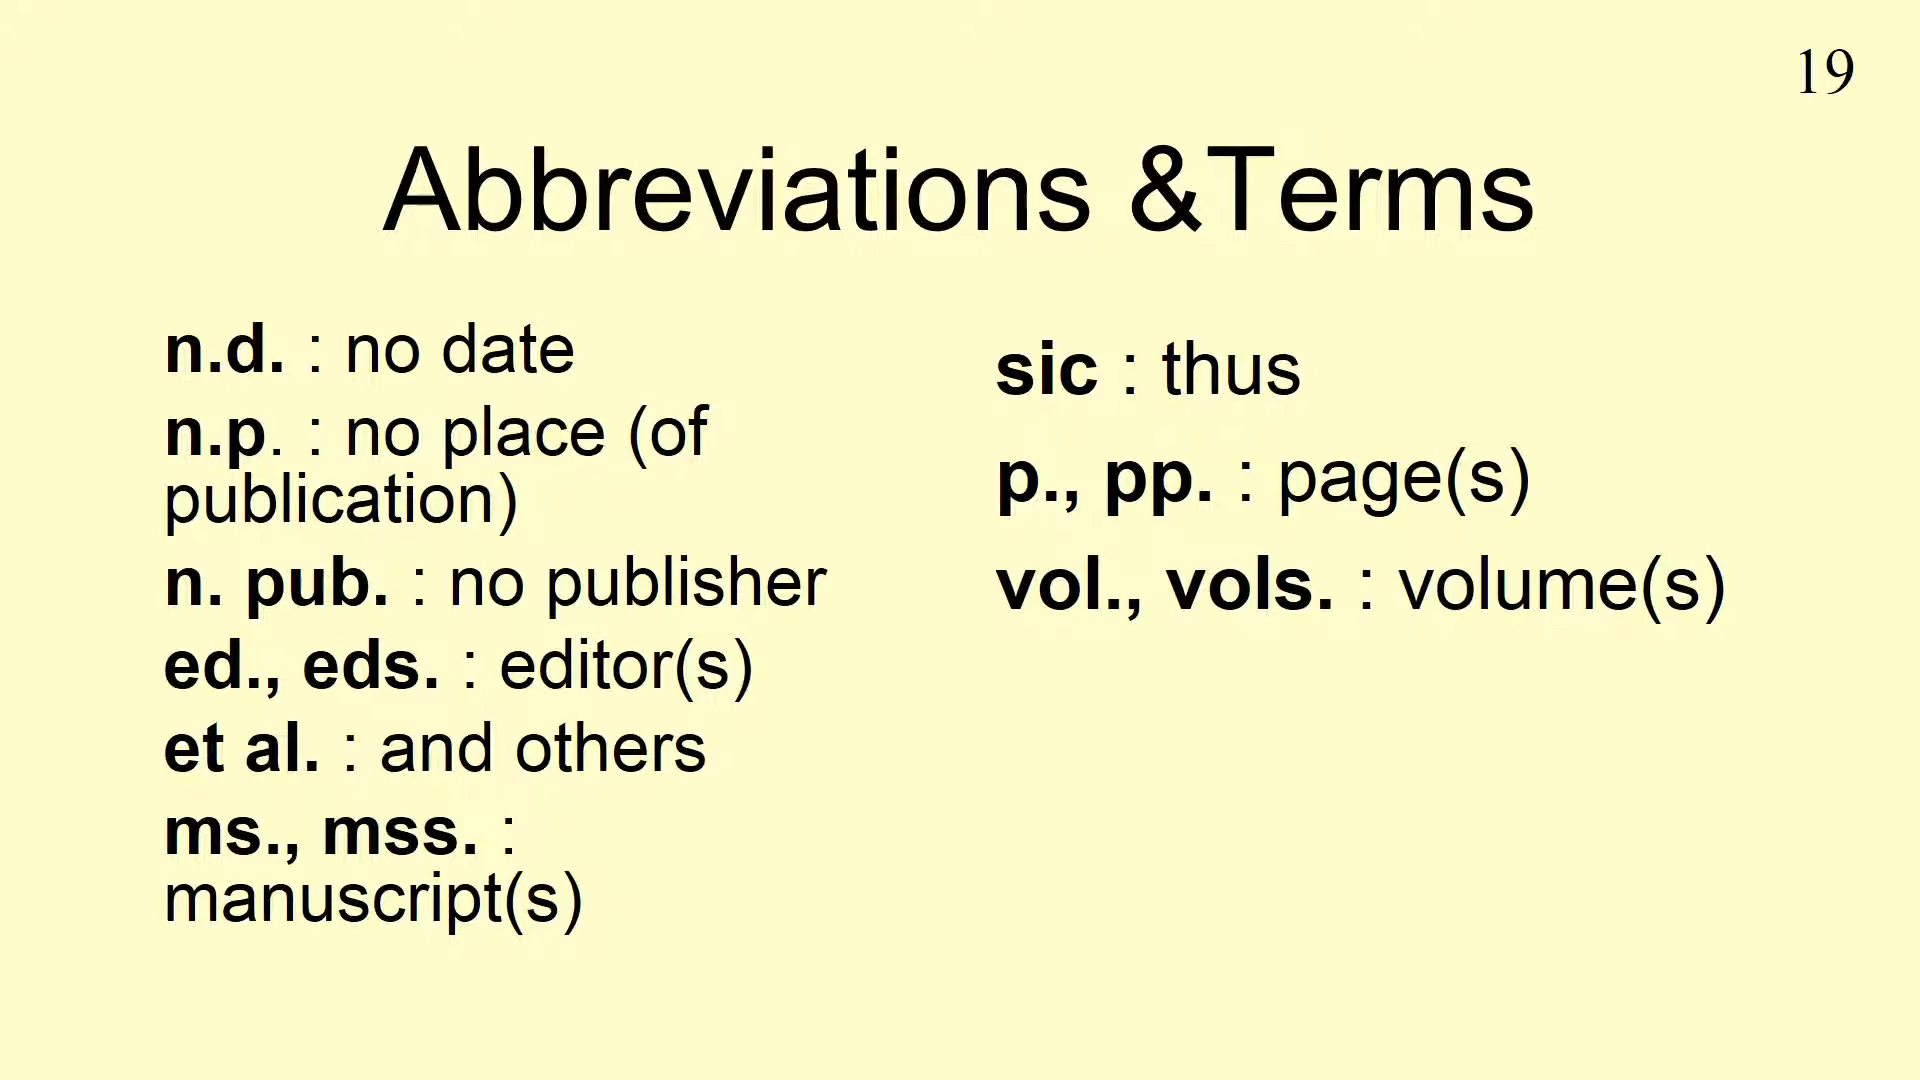 19
Abbreviations &Terms
n.d. : no date
n.p. : no place (of
publication)
n. pub. : no publisher
ed., eds. : editor(s)
et al. : and others
ms., mss. :
manuscript(s)
sic : thus
p., pp. : page(s)
vol., vols. : volume(s)